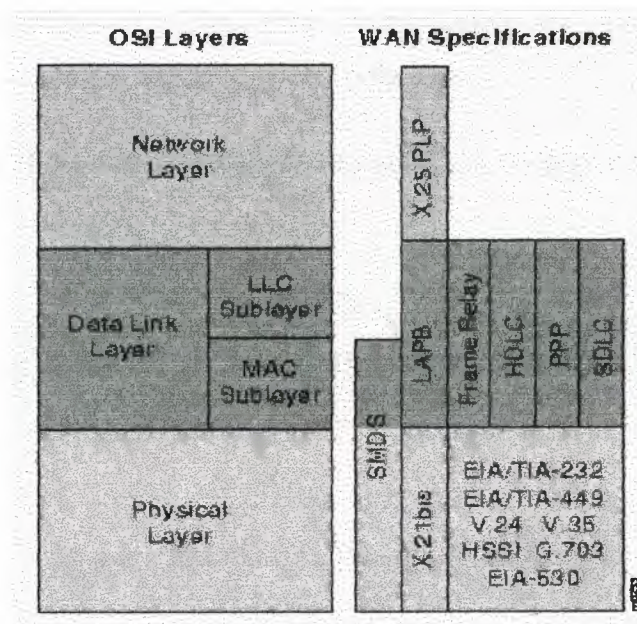 OSI Layers
WAN Specifications
Network
Layer
Data Link
Layer
LLC
Sublayer
MAC
Sublayer
Physical
Layer
X.25 PLP
SMDS
LAPB
Frame Relay
HDLC
PPP
SDLC
X.21bis
EIA/TIA-232
EIA/TIA-449
V.24 V.35
HSSI G.703
EIA-530